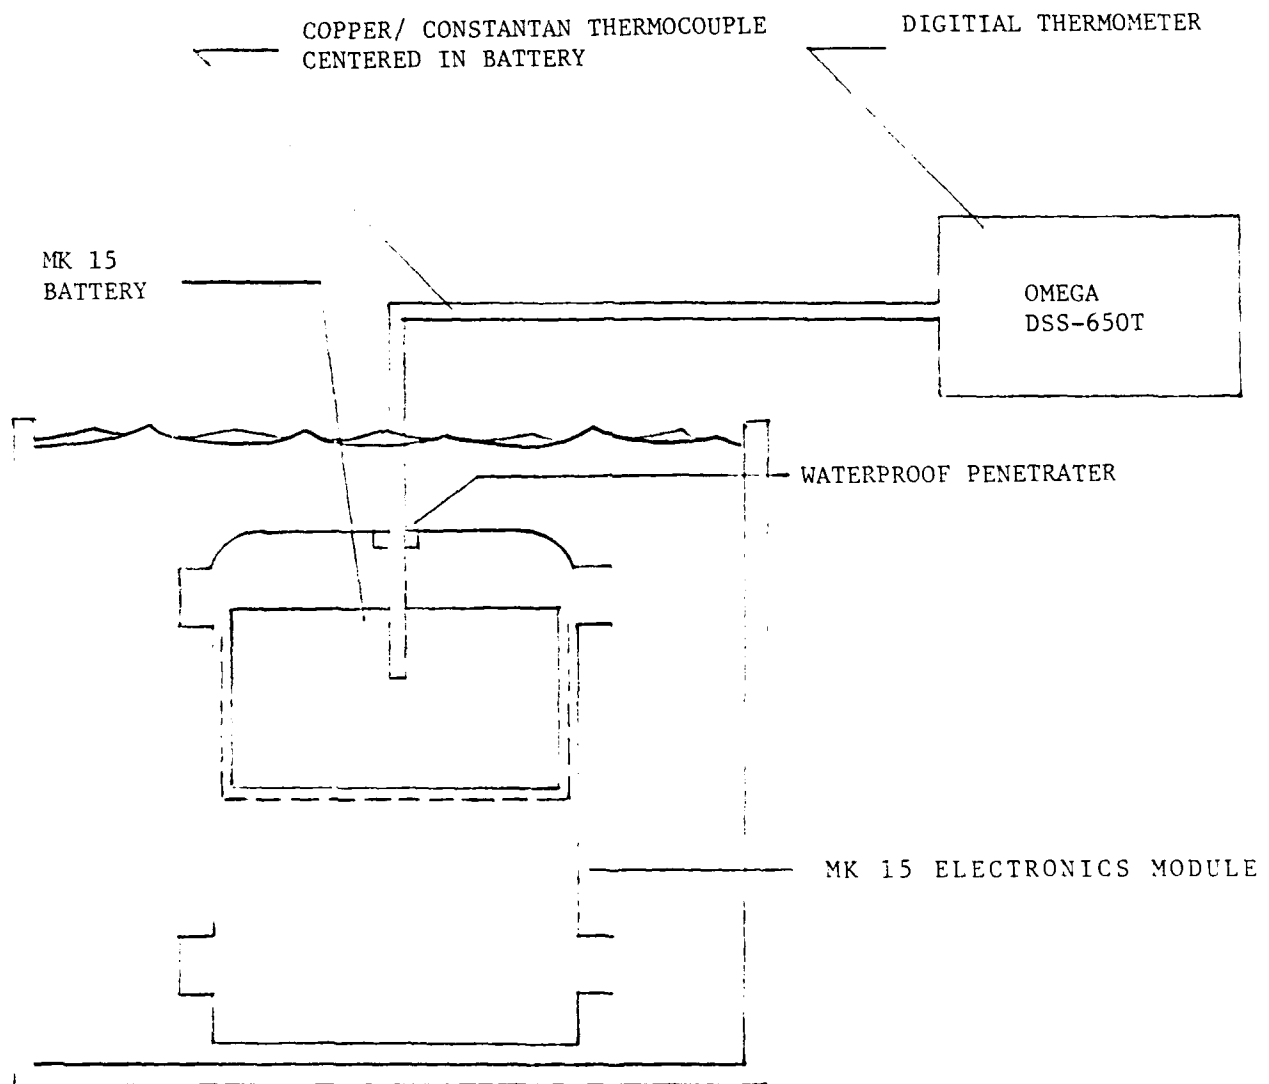 COPPER/ CONSTANTAN THERMOCOUPLE
CENTERED IN BATTERY
DIGITIAL THERMOMETER
MK 15
BATTERY
OMEGA
DSS-650T
WATERPROOF PENETRATER
MK 15 ELECTRONICS MODULE